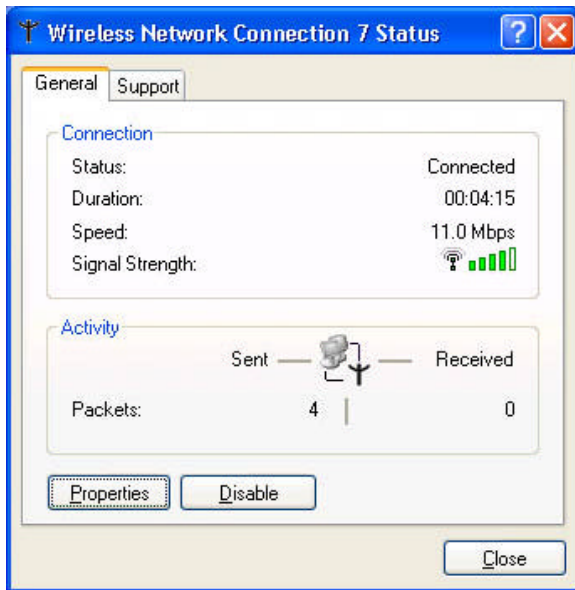 Wireless Network Connection 7 Status
General Support
Connection
Status: Connected
Duration: 00:04:15
Speed: 11.0 Mbps
Signal Strength:
Activity
Sent Received
Packets: 4 0
Properties Disable
Close